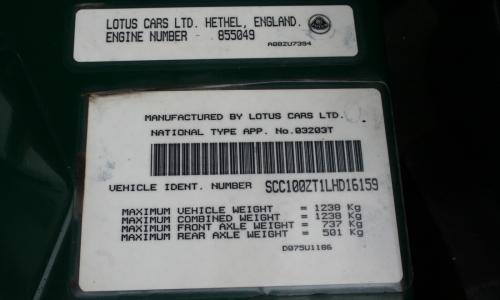 LOTUS CARS LTD. HETHEL, ENGLAND.
ENGINE NUMBER - 855049
A082U7394
MANUFACTURED BY LOTUS CARS LTD.
NATIONAL TYPE APP. No.03203T
VEHICLE IDENT. NUMBER SCC100ZT1LHD16159
MAXIMUM VEHICLE WEIGHT = 1238 Kg
MAXIMUM COMBINED WEIGHT = 1238 Kg
MAXIMUM FRONT AXLE WEIGHT = 737 Kg
MAXIMUM REAR AXLE WEIGHT = 501 Kg
D075U1186